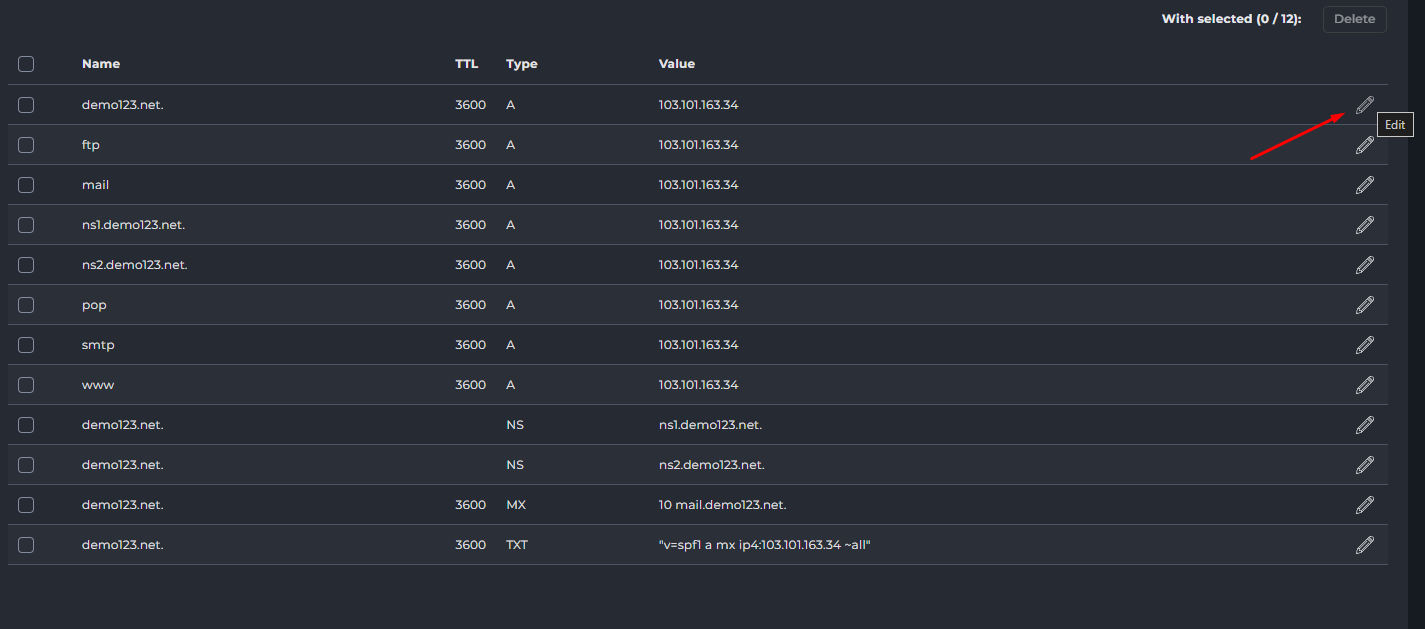 With selected (0 / 12): Delete
Name TTL Type Value
demo123.net. 3600 A 103.101.163.34
Edit
ftp 3600 A 103.101.163.34
mail 3600 A 103.101.163.34
ns1.demo123.net. 3600 A 103.101.163.34
ns2.demo123.net. 3600 A 103.101.163.34
pop 3600 A 103.101.163.34
smtp 3600 A 103.101.163.34
www 3600 A 103.101.163.34
demo123.net. NS ns1.demo123.net.
demo123.net. NS ns2.demo123.net.
demo123.net. 3600 MX 10 mail.demo123.net.
demo123.net. 3600 TXT "v=spf1 a mx ip4:103.101.163.34 ~all"